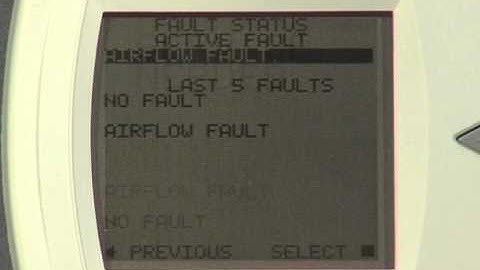 FAULT STATUS
ACTIVE FAULT
AIRFLOW FAULT.
LAST 5 FAULTS
NO FAULT
AIRFLOW FAULT
AIRFLOW FAULT
NO FAULT
PREVIOUS SELECT